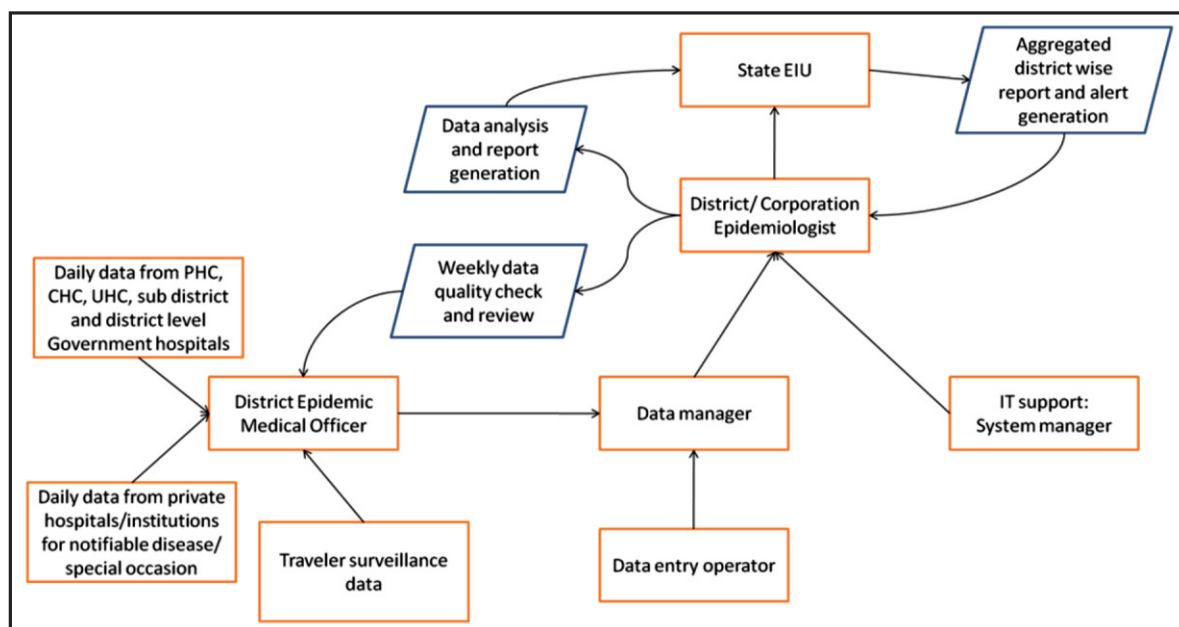 State EIU
Aggregated
district wise
report and alert
generation
Data analysis
and report
generation
District/ Corporation
Epidemiologist
Weekly data
quality check
and review
Daily data from PHC,
CHC, UHC, sub district
and district level
Government hospitals
District Epidemic
Medical Officer
Data manager
IT support:
System manager
Daily data from private
hospitals/institutions
for notifiable disease/
special occasion
Traveler surveillance
data
Data entry operator